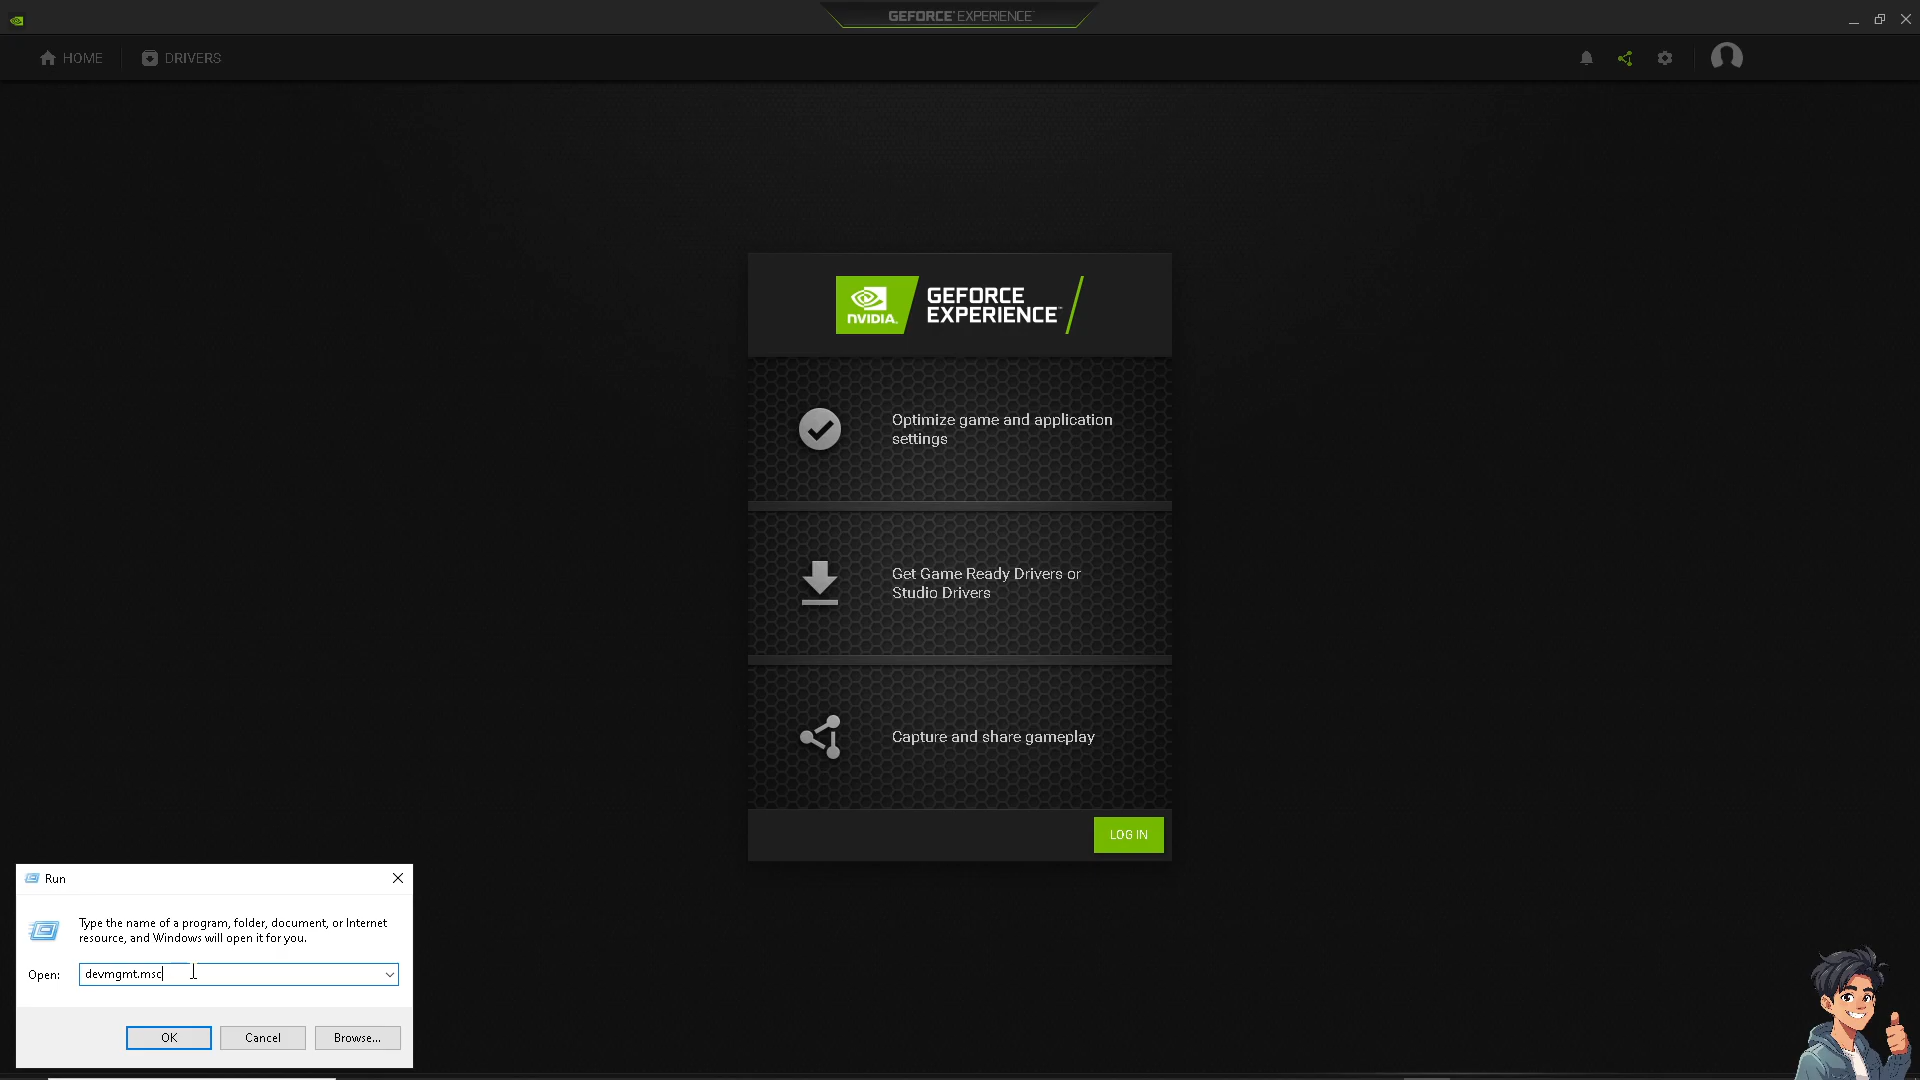 GEFORCE EXPERIENCE
HOME
DRIVERS
NVIDIA.
GEFORCE
EXPERIENCE™
Optimize game and application
settings
Get Game Ready Drivers or
Studio Drivers
Capture and share gameplay
LOG IN
Run
Type the name of a program, folder, document, or Internet
resource, and Windows will open it for you.
Open:
devmgmt.msc
OK
Cancel
Browse...